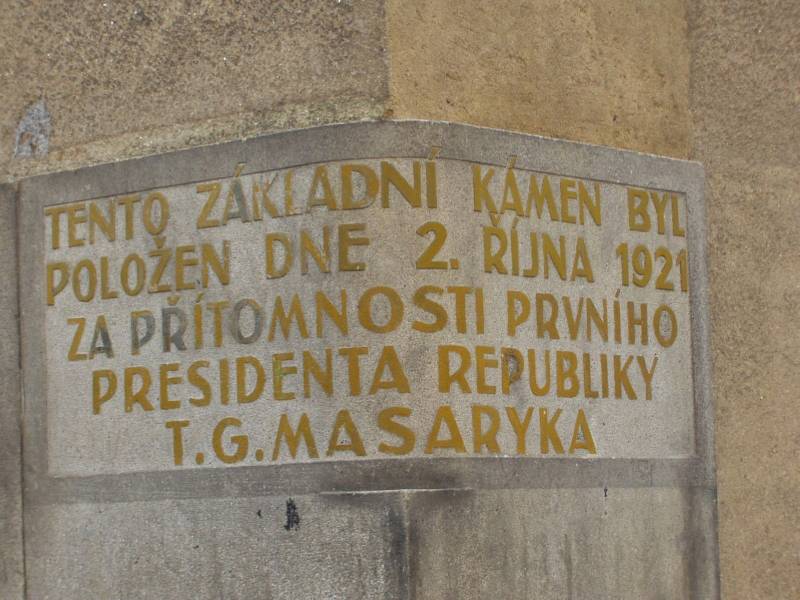 TENTO ZÁKLADNÍ KÁMEN BYL
POLOŽEN DNE 2. ŘÍJNA 1921
ZA PŘÍTOMNOSTI PRVNÍHO
PRESIDENTA REPUBLIKY
T.G.MASARYKA